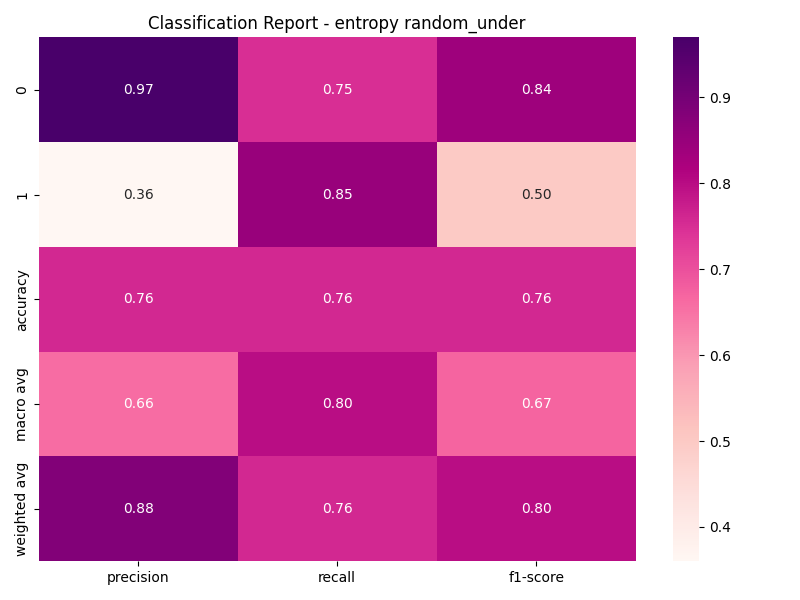 Classification Report - entropy random_under
0 0.97 0.75 0.84
1 0.36 0.85 0.50
accuracy 0.76 0.76 0.76
macro avg 0.66 0.80 0.67
weighted avg 0.88 0.76 0.80
precision recall f1-score
0.9
0.8
0.7
0.6
0.5
0.4